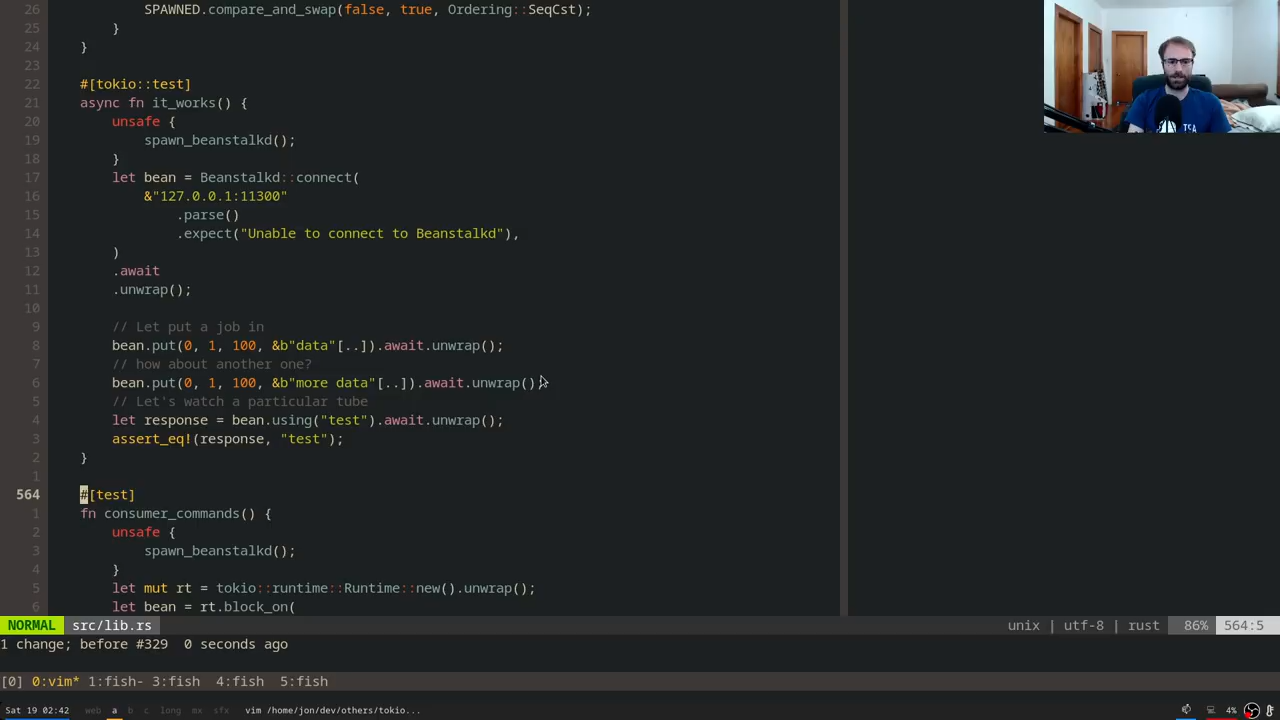 26 SPAWNED.compare_and_swap(false, true, Ordering::SeqCst);
25 }
24 }
23
22 #[tokio::test]
21 async fn it_works() {
20 unsafe {
19 spawn_beanstalkd();
18 }
17 let bean = Beanstalkd::connect(
16 &"127.0.0.1:11300"
15 .parse()
14 .expect("Unable to connect to Beanstalkd"),
13 )
12 .await
11 .unwrap();
10
9 // Let put a job in
8 bean.put(0, 1, 100, &b"data"[..]).await.unwrap();
7 // how about another one?
6 bean.put(0, 1, 100, &b"more data"[..]).await.unwrap();
5 // Let's watch a particular tube
4 let response = bean.using("test").await.unwrap();
3 assert_eq!(response, "test");
2 }
1
564 #[test]
1 fn consumer_commands() {
2 unsafe {
3 spawn_beanstalkd();
4 }
5 let mut rt = tokio::runtime::Runtime::new().unwrap();
6 let bean = rt.block_on(
NORMAL src/lib.rs unix | utf-8 | rust 86% 564:5
1 change; before #329 0 seconds ago
[0] 0:vim* 1:fish- 3:fish 4:fish 5:fish
Sat 19 02:42 web a b c long mx sfx vim /home/jon/dev/others/tokio... 4%